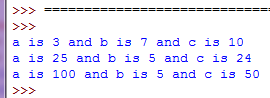 >>> ==============================
>>>
a is 3 and b is 7 and c is 10
a is 25 and b is 5 and c is 24
a is 100 and b is 5 and c is 50
>>>